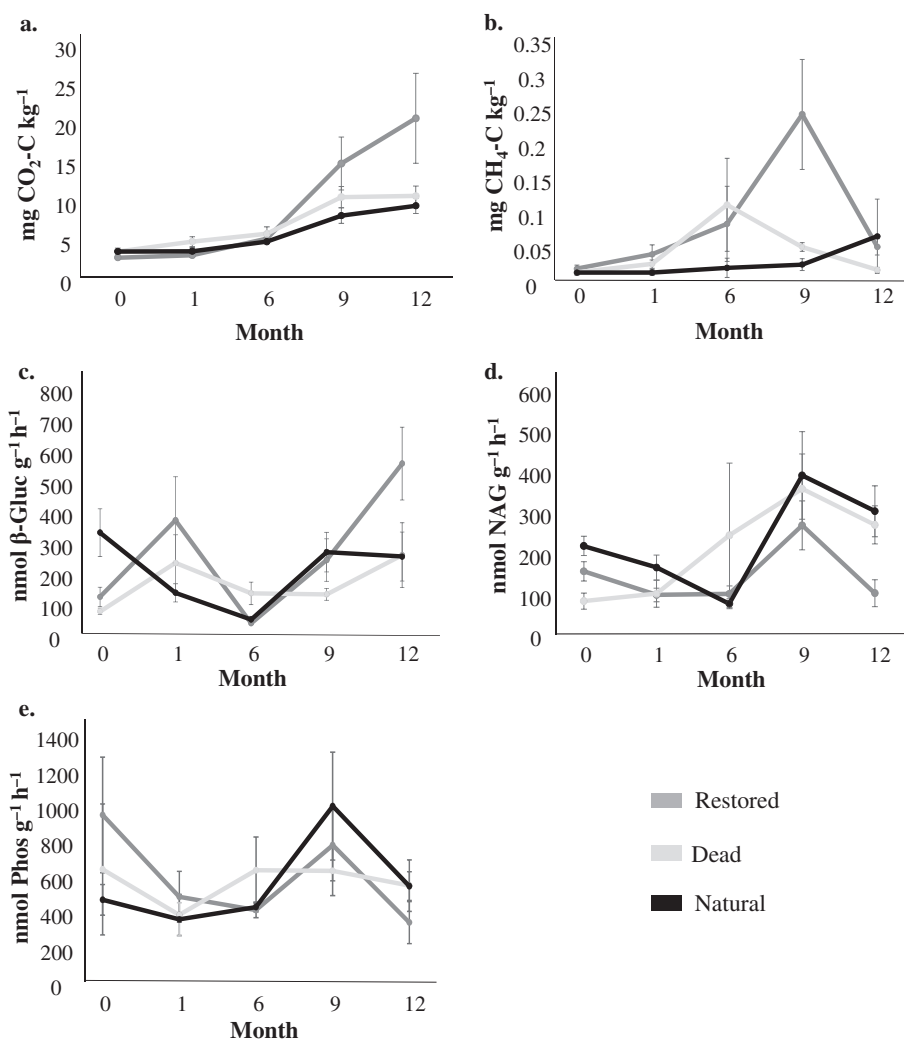 a.
mg CO₂-C kg⁻¹
30
25
20
15
10
5
0
0 1 6 9 12
Month
b.
mg CH₄-C kg⁻¹
0.35
0.3
0.25
0.2
0.15
0.1
0.05
0
0 1 6 9 12
Month
c.
nmol β-Gluc g⁻¹ h⁻¹
800
700
600
500
400
300
200
100
0
0 1 6 9 12
Month
d.
nmol NAG g⁻¹ h⁻¹
600
500
400
300
200
100
0
0 1 6 9 12
Month
e.
nmol Phos g⁻¹ h⁻¹
1400
1200
1000
800
600
400
200
0
0 1 6 9 12
Month
Restored
Dead
Natural